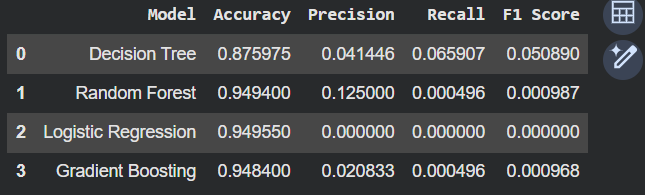 Model Accuracy Precision Recall F1 Score
0 Decision Tree 0.875975 0.041446 0.065907 0.050890
1 Random Forest 0.949400 0.125000 0.000496 0.000987
2 Logistic Regression 0.949550 0.000000 0.000000 0.000000
3 Gradient Boosting 0.948400 0.020833 0.000496 0.000968